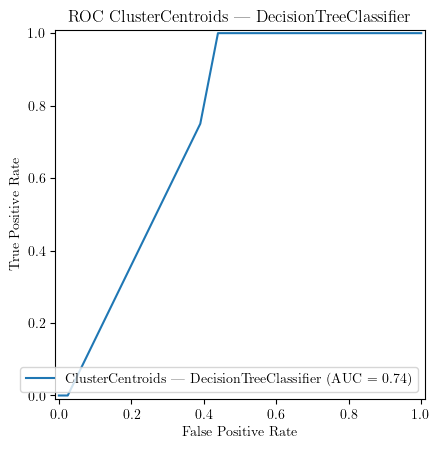 ROC ClusterCentroids — DecisionTreeClassifier
1.0
0.8
0.6
0.4
0.2
0.0
True Positive Rate
ClusterCentroids — DecisionTreeClassifier (AUC = 0.74)
0.0 0.2 0.4 0.6 0.8 1.0
False Positive Rate